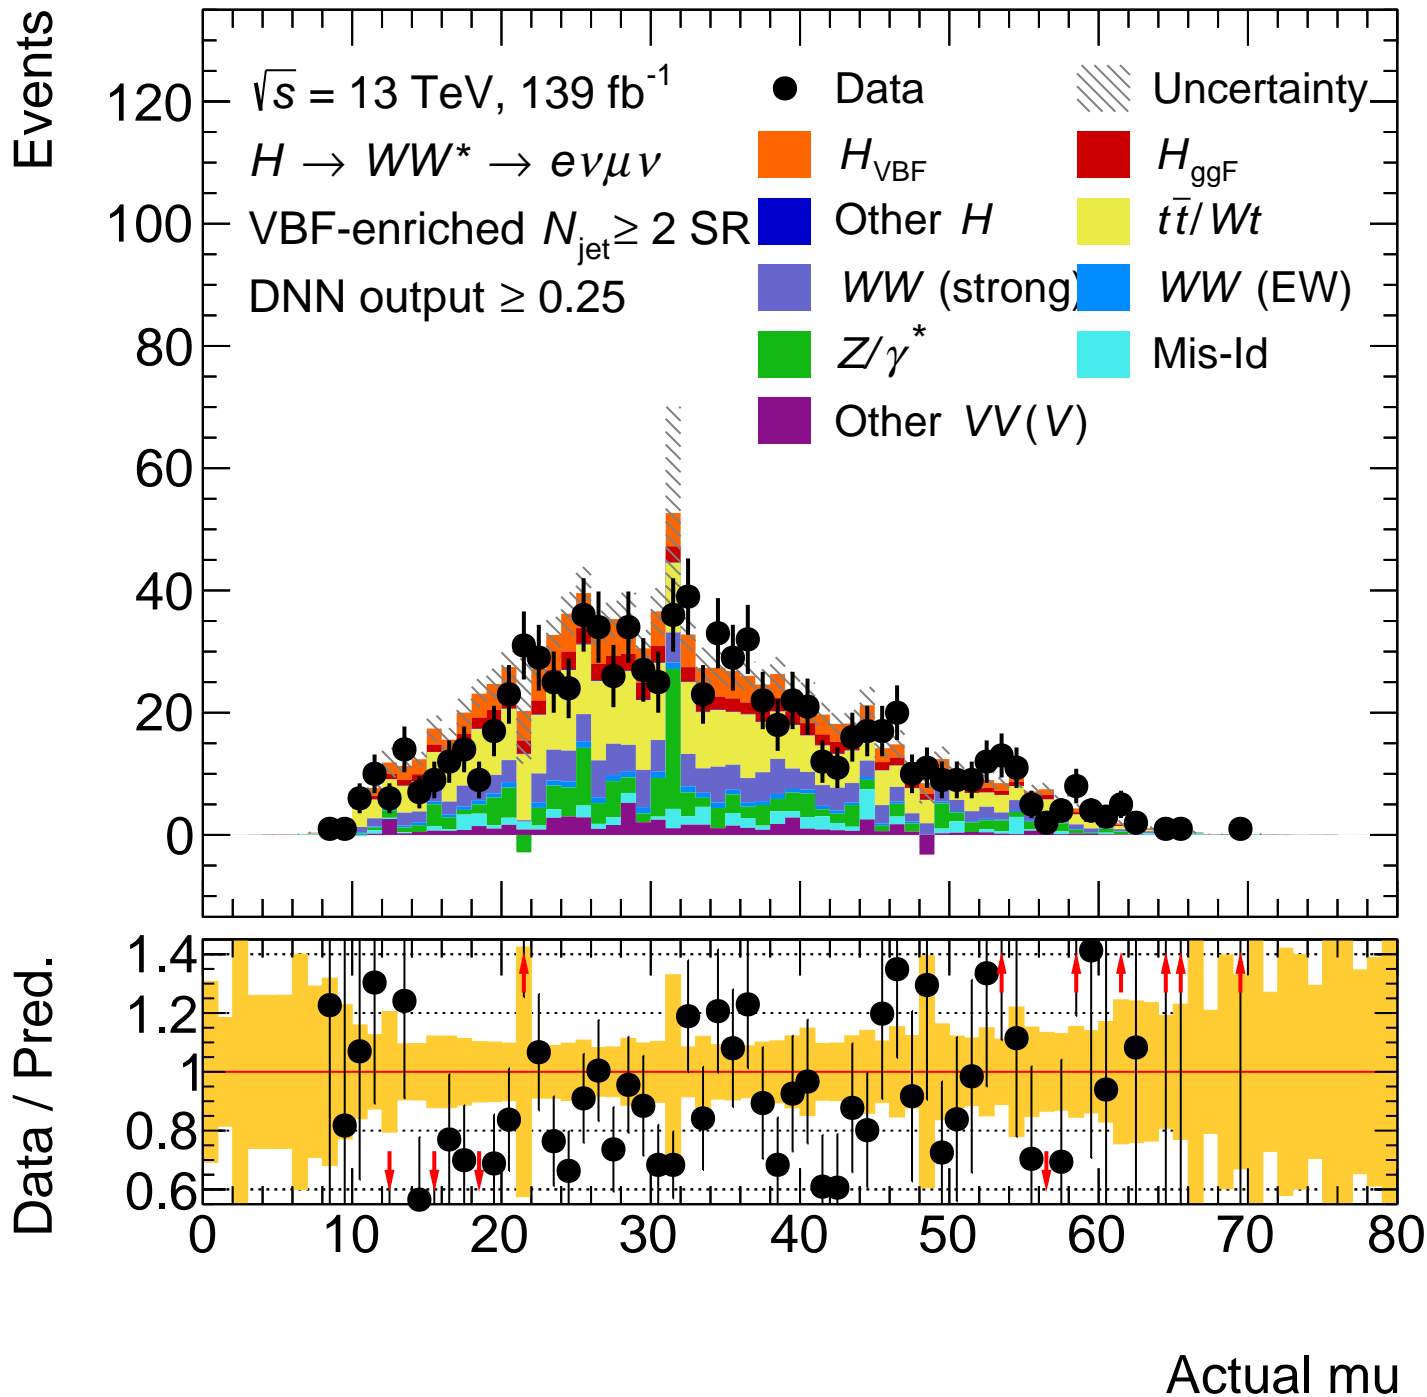 Events
120
100
80
60
40
20
0
√s = 13 TeV, 139 fb⁻¹
H → WW* → eνμν
VBF-enriched N_jet ≥ 2 SR
DNN output ≥ 0.25
Data
Uncertainty
H_VBF
H_ggF
Other H
tt̄/Wt
WW (strong)
WW (EW)
Z/γ*
Mis-Id
Other VV(V)
Data / Pred.
1.4
1.2
1
0.8
0.6
0 10 20 30 40 50 60 70 80
Actual mu